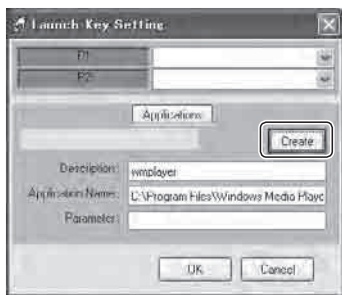 Launch Key Setting
P1:
P2:
Applications
Create
Description: wmplayer
Application Name: C:\Program Files\Windows Media Playe
Parameter:
OK Cancel